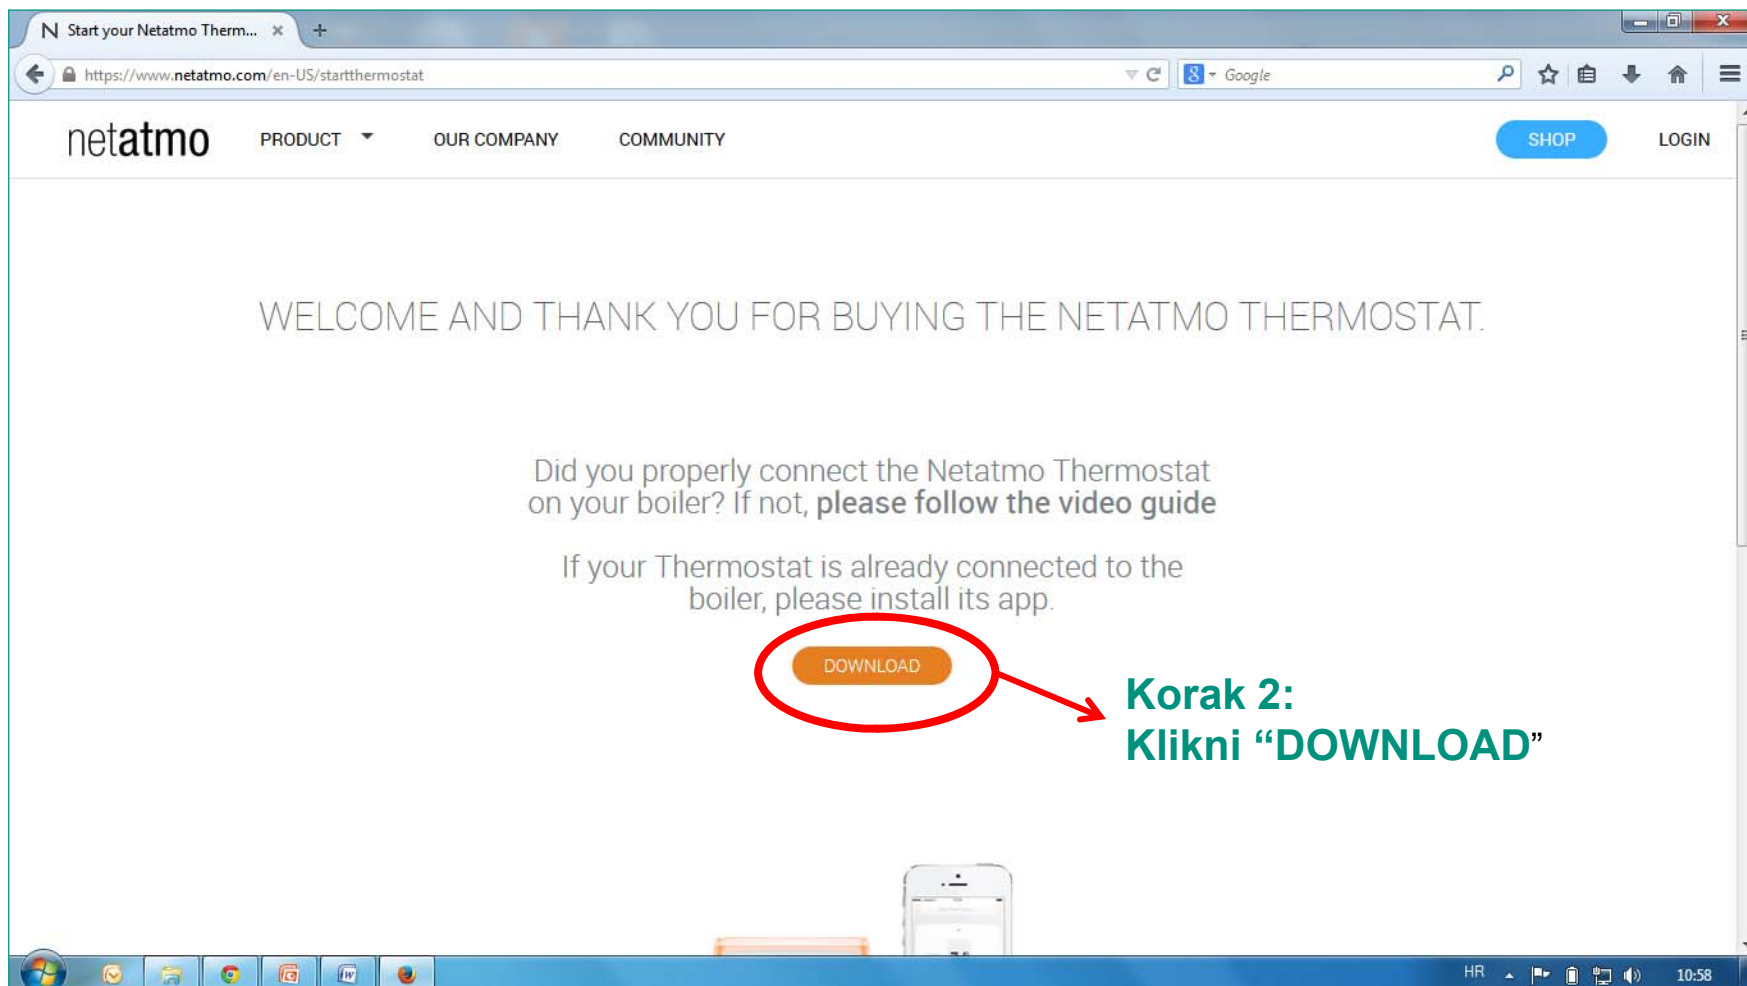 Start your Netatmo Therm...
https://www.netatmo.com/en-US/startthermostat
Google
netatmo
PRODUCT
OUR COMPANY
COMMUNITY
SHOP
LOGIN
WELCOME AND THANK YOU FOR BUYING THE NETATMO THERMOSTAT.
Did you properly connect the Netatmo Thermostat
on your boiler? If not, please follow the video guide
If your Thermostat is already connected to the
boiler, please install its app.
DOWNLOAD
Korak 2:
Klikni “DOWNLOAD”
HR
10:58